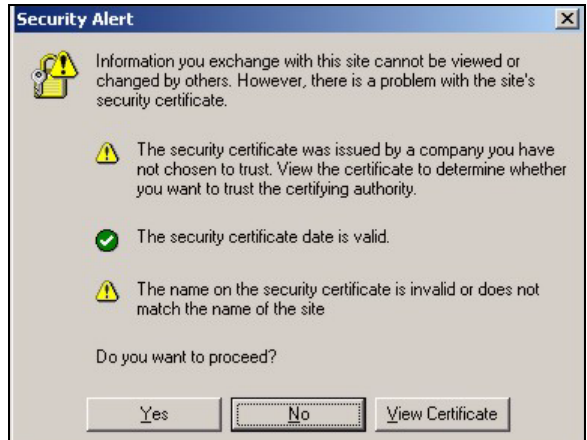 Security Alert
Information you exchange with this site cannot be viewed or
changed by others. However, there is a problem with the site's
security certificate.
The security certificate was issued by a company you have
not chosen to trust. View the certificate to determine whether
you want to trust the certifying authority.
The security certificate date is valid.
The name on the security certificate is invalid or does not
match the name of the site
Do you want to proceed?
Yes No View Certificate